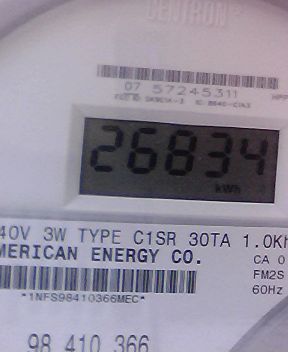 CENTRON®
07 57245311
26834
kWh
40V 3W TYPE C1SR 30TA 1.0Kh
MERICAN ENERGY CO.
CA 0
FM2S
60Hz
*1NFS98410366MEC*
98 410 366